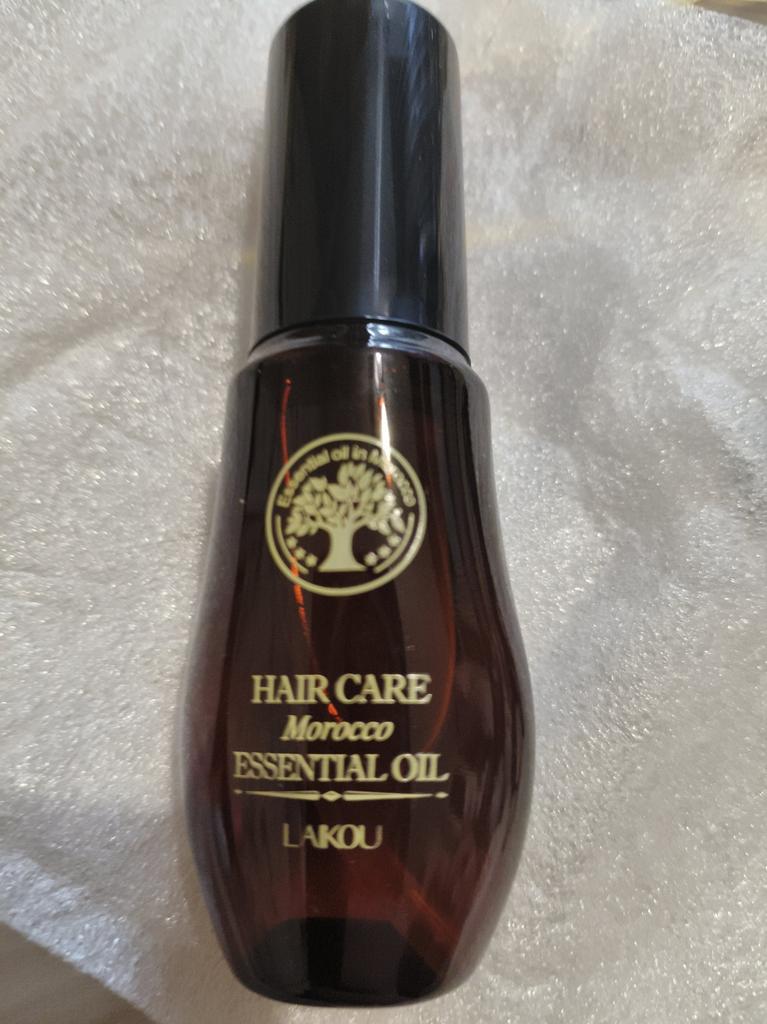 Essential oil in Morocco
HAIR CARE
Morocco
ESSENTIAL OIL
LAKOU